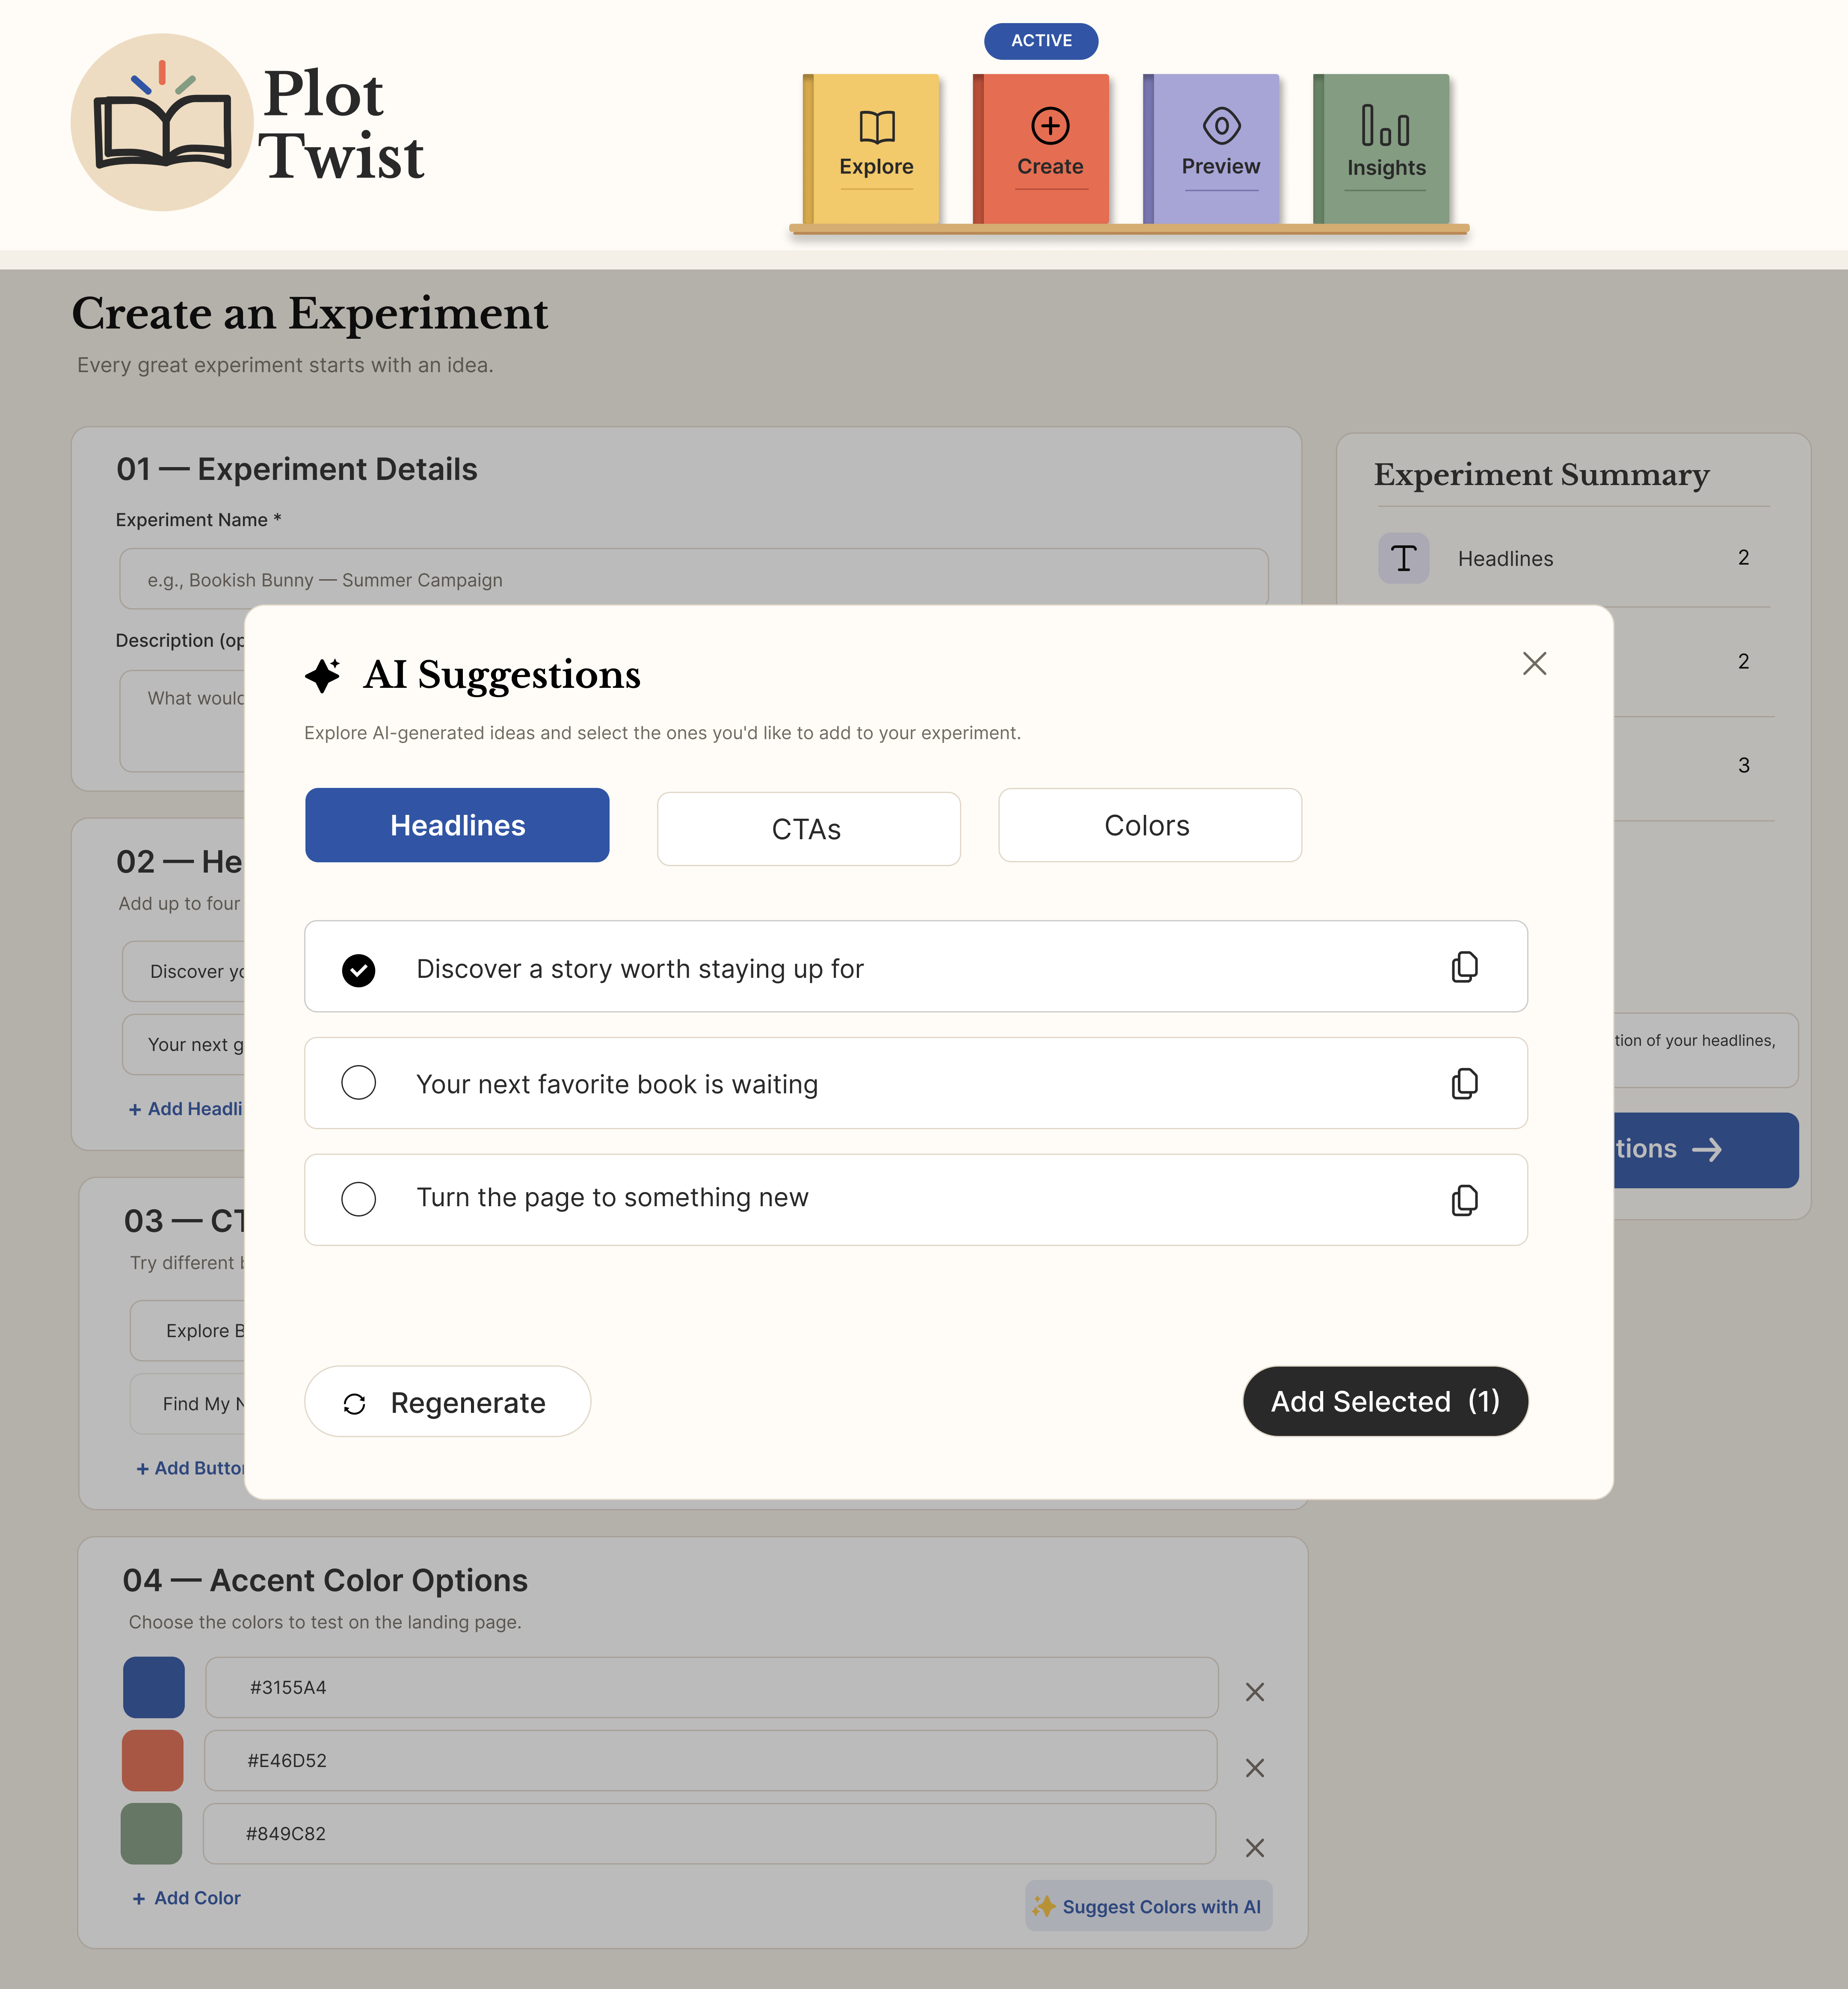 Plot
Twist
ACTIVE
Explore
Create
Preview
Insights
Create an Experiment
Every great experiment starts with an idea.
01 — Experiment Details
Experiment Name *
e.g., Bookish Bunny — Summer Campaign
Description (op
What would
Experiment Summary
Headlines 2
2
3
AI Suggestions
Explore AI-generated ideas and select the ones you'd like to add to your experiment.
Headlines
CTAs
Colors
Discover a story worth staying up for
Your next favorite book is waiting
Turn the page to something new
Regenerate
Add Selected (1)
02 — He
Add up to four
Discover yo
Your next g
+ Add Headli
03 — CT
Try different b
Explore B
Find My N
+ Add Button
tion of your headlines,
tions
04 — Accent Color Options
Choose the colors to test on the landing page.
#3155A4
#E46D52
#849C82
+ Add Color
Suggest Colors with AI